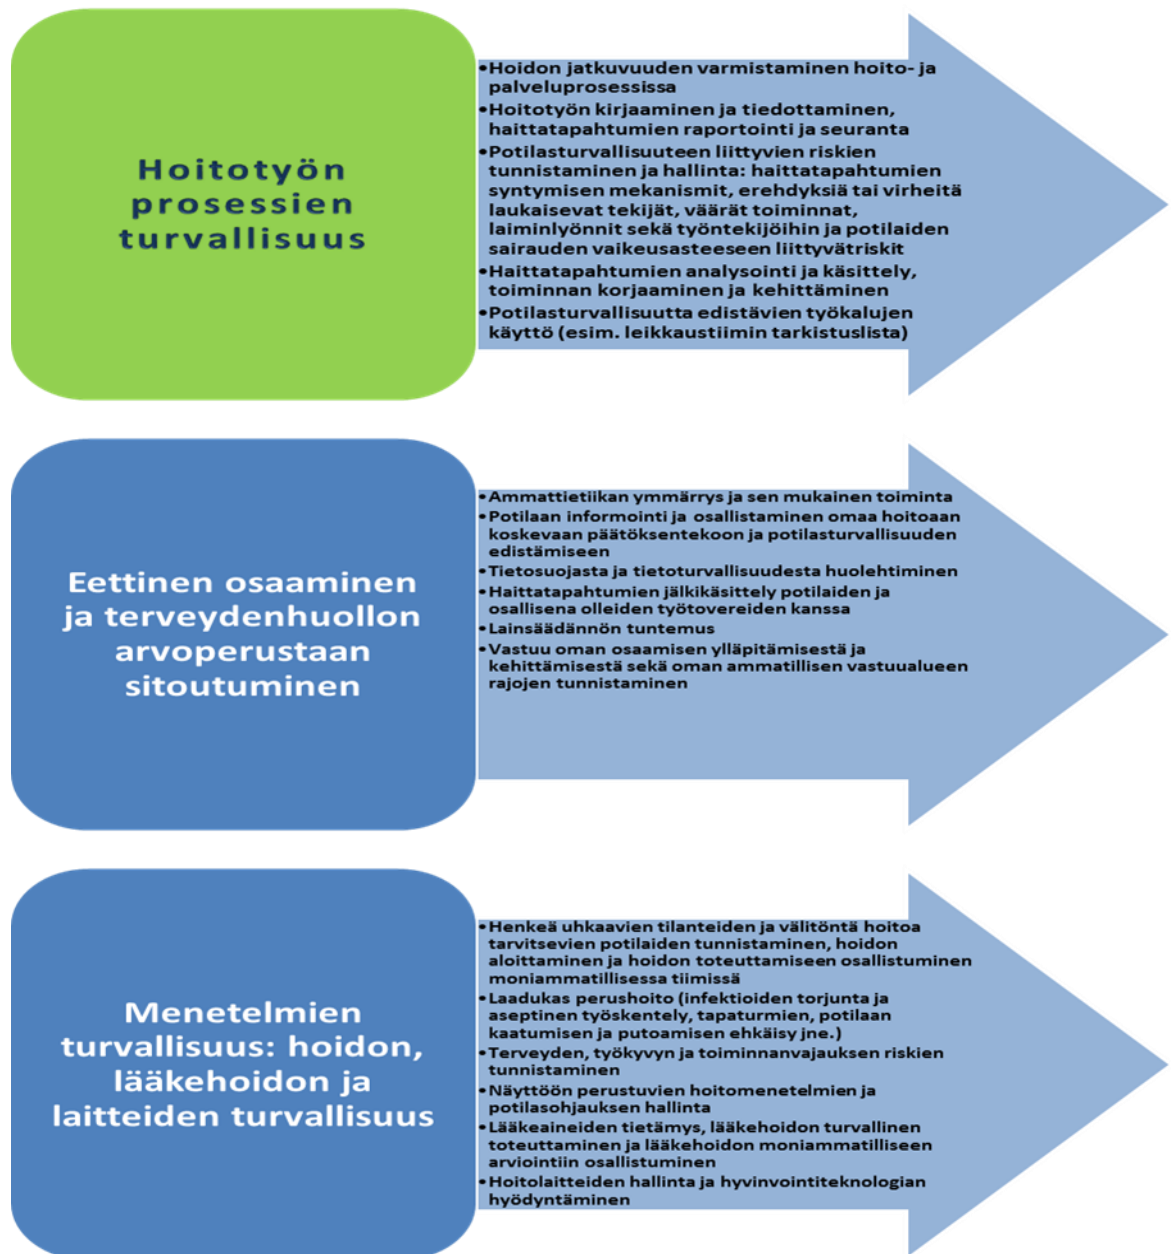 Hoitotyön
prosessien
turvallisuus
•Hoidon jatkuvuuden varmistaminen hoito- ja
palveluprosessissa
•Hoitotyön kirjaaminen ja tiedottaminen,
haittatapahtumien raportointi ja seuranta
•Potilasturvallisuuteen liittyvien riskien
tunnistaminen ja hallinta: haittatapahtumien
syntymisen mekanismit, erehdyksiä tai virheitä
laukaisevat tekijät, väärät toiminnat,
laiminlyönnit sekä työntekijöihin ja potilaiden
sairauden vaikeusasteeseen liittyvätriskit
•Haittatapahtumien analysointi ja käsittely,
toiminnan korjaaminen ja kehittäminen
•Potilasturvallisuutta edistävien työkalujen
käyttö (esim. leikkaustiimin tarkistuslista)
Eettinen osaaminen
ja terveydenhuollon
arvoperustaan
sitoutuminen
•Ammattietiikan ymmärrys ja sen mukainen toiminta
•Potilaan informointi ja osallistaminen omaa hoitoaan
koskevaan päätöksentekoon ja potilasturvallisuuden
edistämiseen
•Tietosuojasta ja tietoturvallisuudesta huolehtiminen
•Haittatapahtumien jälkikäsittely potilaiden ja
osallisena olleiden työtovereiden kanssa
•Lainsäädännön tuntemus
•Vastuu oman osaamisen ylläpitämisestä ja
kehittämisestä sekä oman ammatillisen vastuualueen
rajojen tunnistaminen
Menetelmien
turvallisuus: hoidon,
lääkehoidon ja
laitteiden turvallisuus
•Henkeä uhkaavien tilanteiden ja välitöntä hoitoa
tarvitsevien potilaiden tunnistaminen, hoidon
aloittaminen ja hoidon toteuttamiseen osallistuminen
moniammatillisessa tiimissä
•Laadukas perushoito (infektioiden torjunta ja
aseptinen työskentely, tapaturmien, potilaan
kaatumisen ja putoamisen ehkäisy jne.)
•Terveyden, työkyvyn ja toiminnanvajauksen riskien
tunnistaminen
•Näyttöön perustuvien hoitomenetelmien ja
potilasohjauksen hallinta
•Lääkeaineiden tietämys, lääkehoidon turvallinen
toteuttaminen ja lääkehoidon moniammatilliseen
arviointiin osallistuminen
•Hoitolaitteiden hallinta ja hyvinvointiteknologian
hyödyntäminen